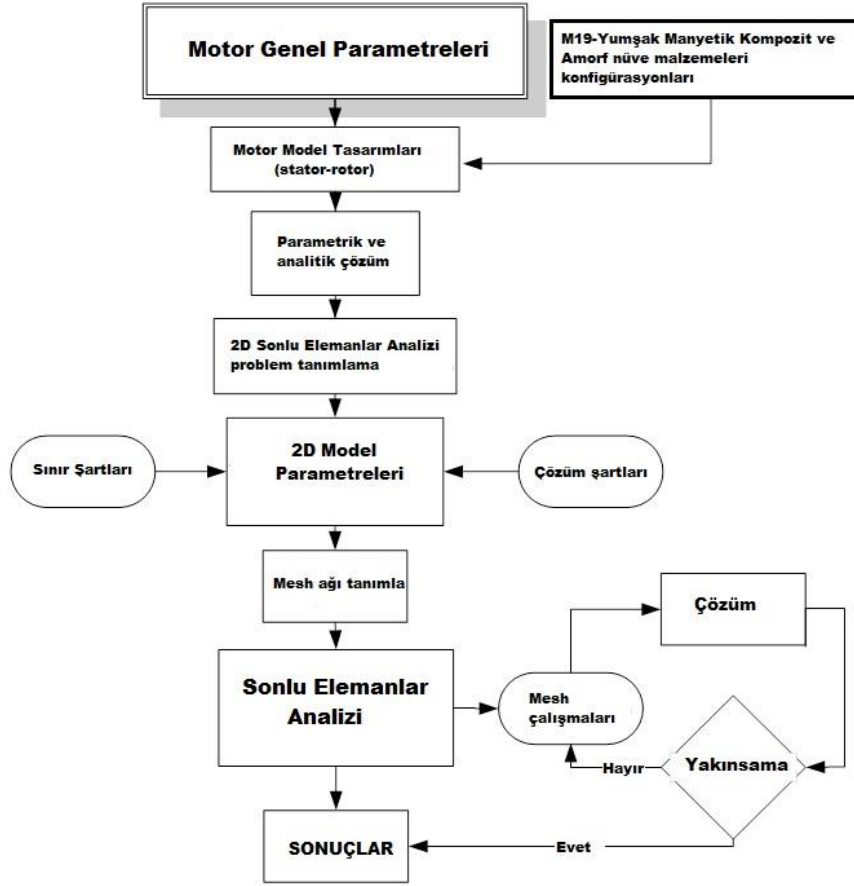 Motor Genel Parametreleri
M19-Yumşak Manyetik Kompozit ve
Amorf nüve malzemeleri
konfigürasyonları
Motor Model Tasarımları
(stator-rotor)
Parametrik ve
analitik çözüm
2D Sonlu Elemanlar Analizi
problem tanımlama
2D Model
Parametreleri
Sınır Şartları
Çözüm şartları
Mesh ağı tanımla
Çözüm
Sonlu Elemanlar
Analizi
Mesh
çalışmaları
Yakınsama
Hayır
SONUÇLAR
Evet